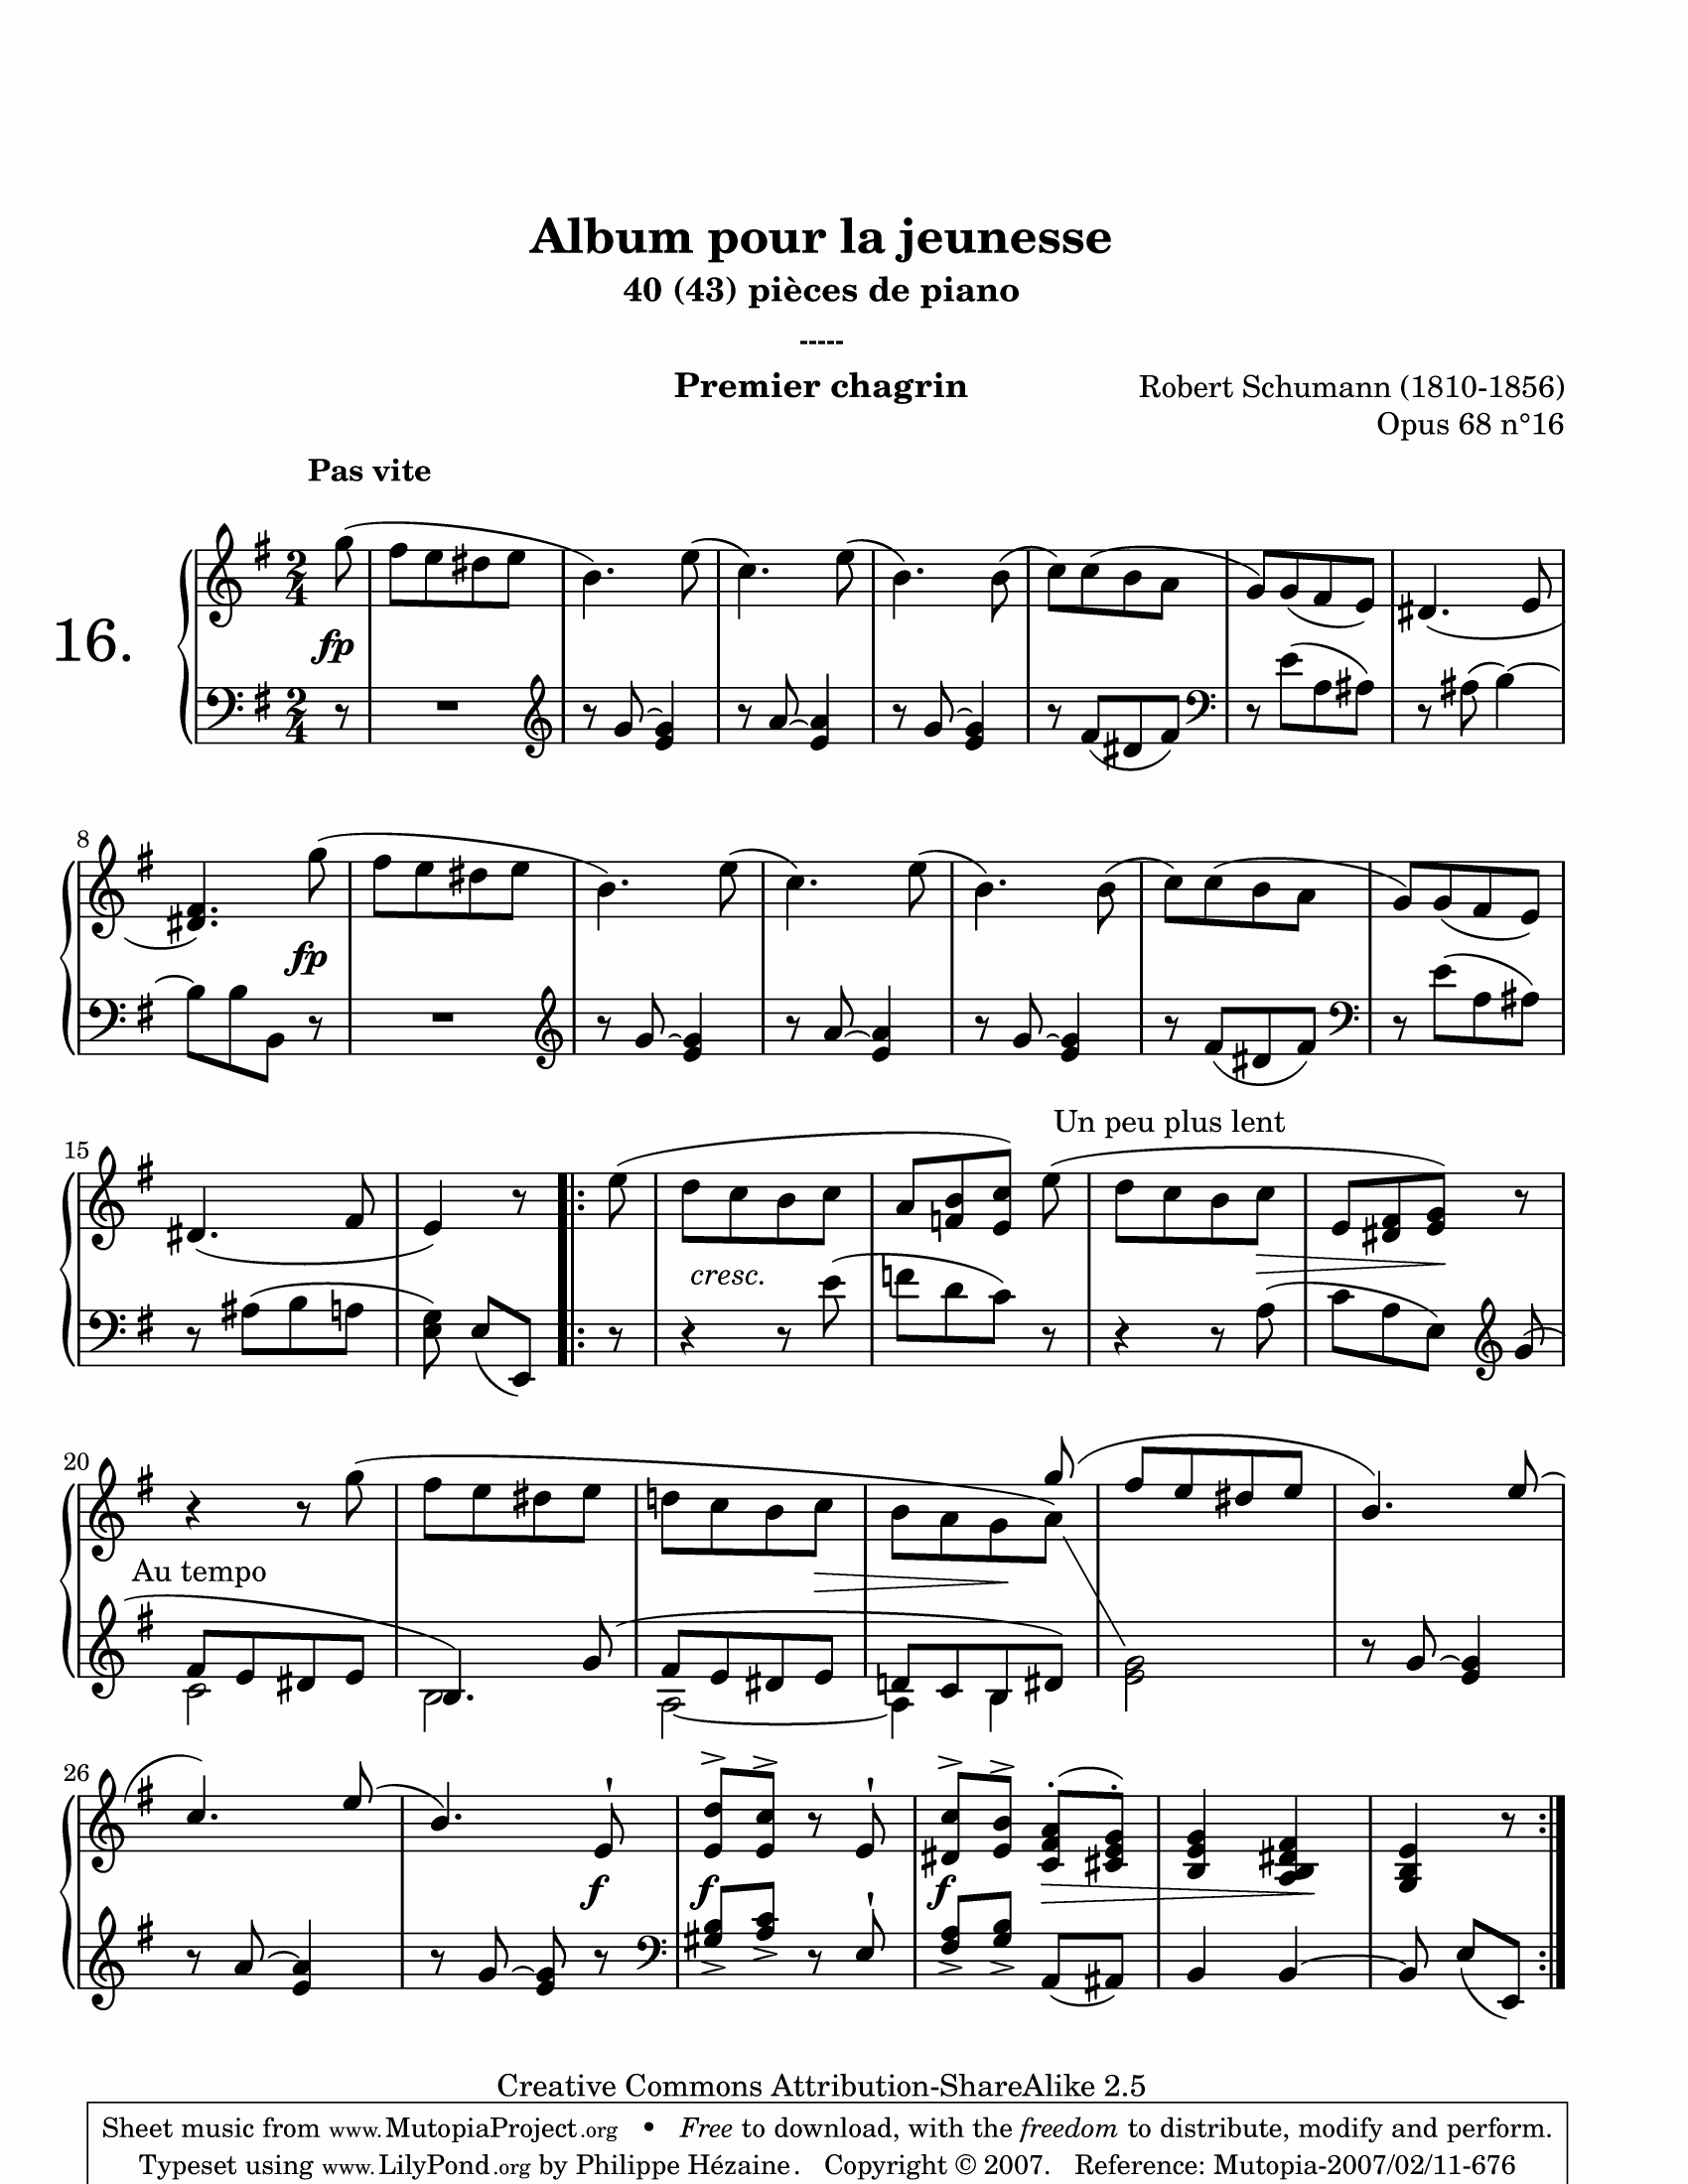 Album pour la jeunesse
40 (43) pièces de piano
-----
Premier chagrin
Robert Schumann (1810-1856)
Opus 68 n°16
Pas vite
16.
2
4
fp
2
4
8
fp
Un peu plus lent
15
cresc.
20
Au tempo
26
f f f
Creative Commons Attribution-ShareAlike 2.5
Sheet music from www.MutopiaProject.org • Free to download, with the freedom to distribute, modify and perform.
Typeset using www.LilyPond.org by Philippe Hézaine. Copyright © 2007. Reference: Mutopia-2007/02/11-676